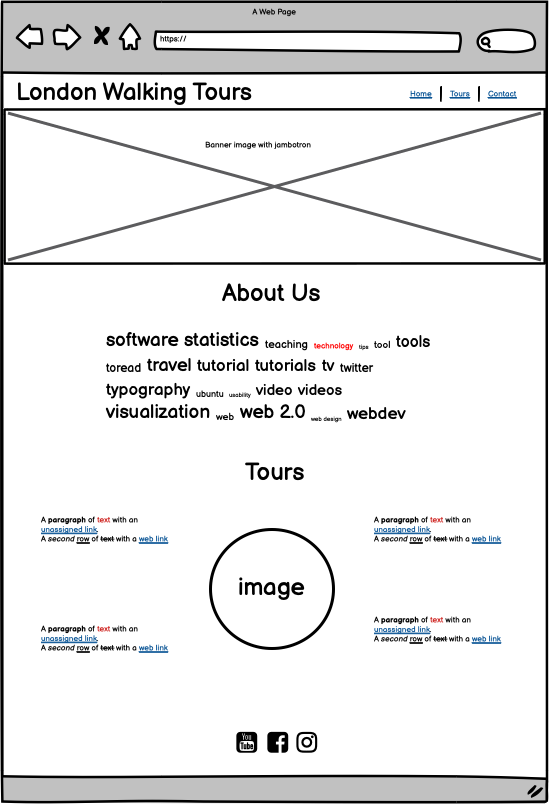 A Web Page
https://
London Walking Tours
Home | Tours | Contact
Banner image with jambotron
About Us
software statistics teaching technology tips tool tools
toread travel tutorial tutorials tv twitter
typography ubuntu usability video videos
visualization web web 2.0 web design webdev
Tours
A paragraph of text with an
unassigned link.
A second row of text with a web link
A paragraph of text with an
unassigned link.
A second row of text with a web link
image
A paragraph of text with an
unassigned link.
A second row of text with a web link
A paragraph of text with an
unassigned link.
A second row of text with a web link
You
Tube